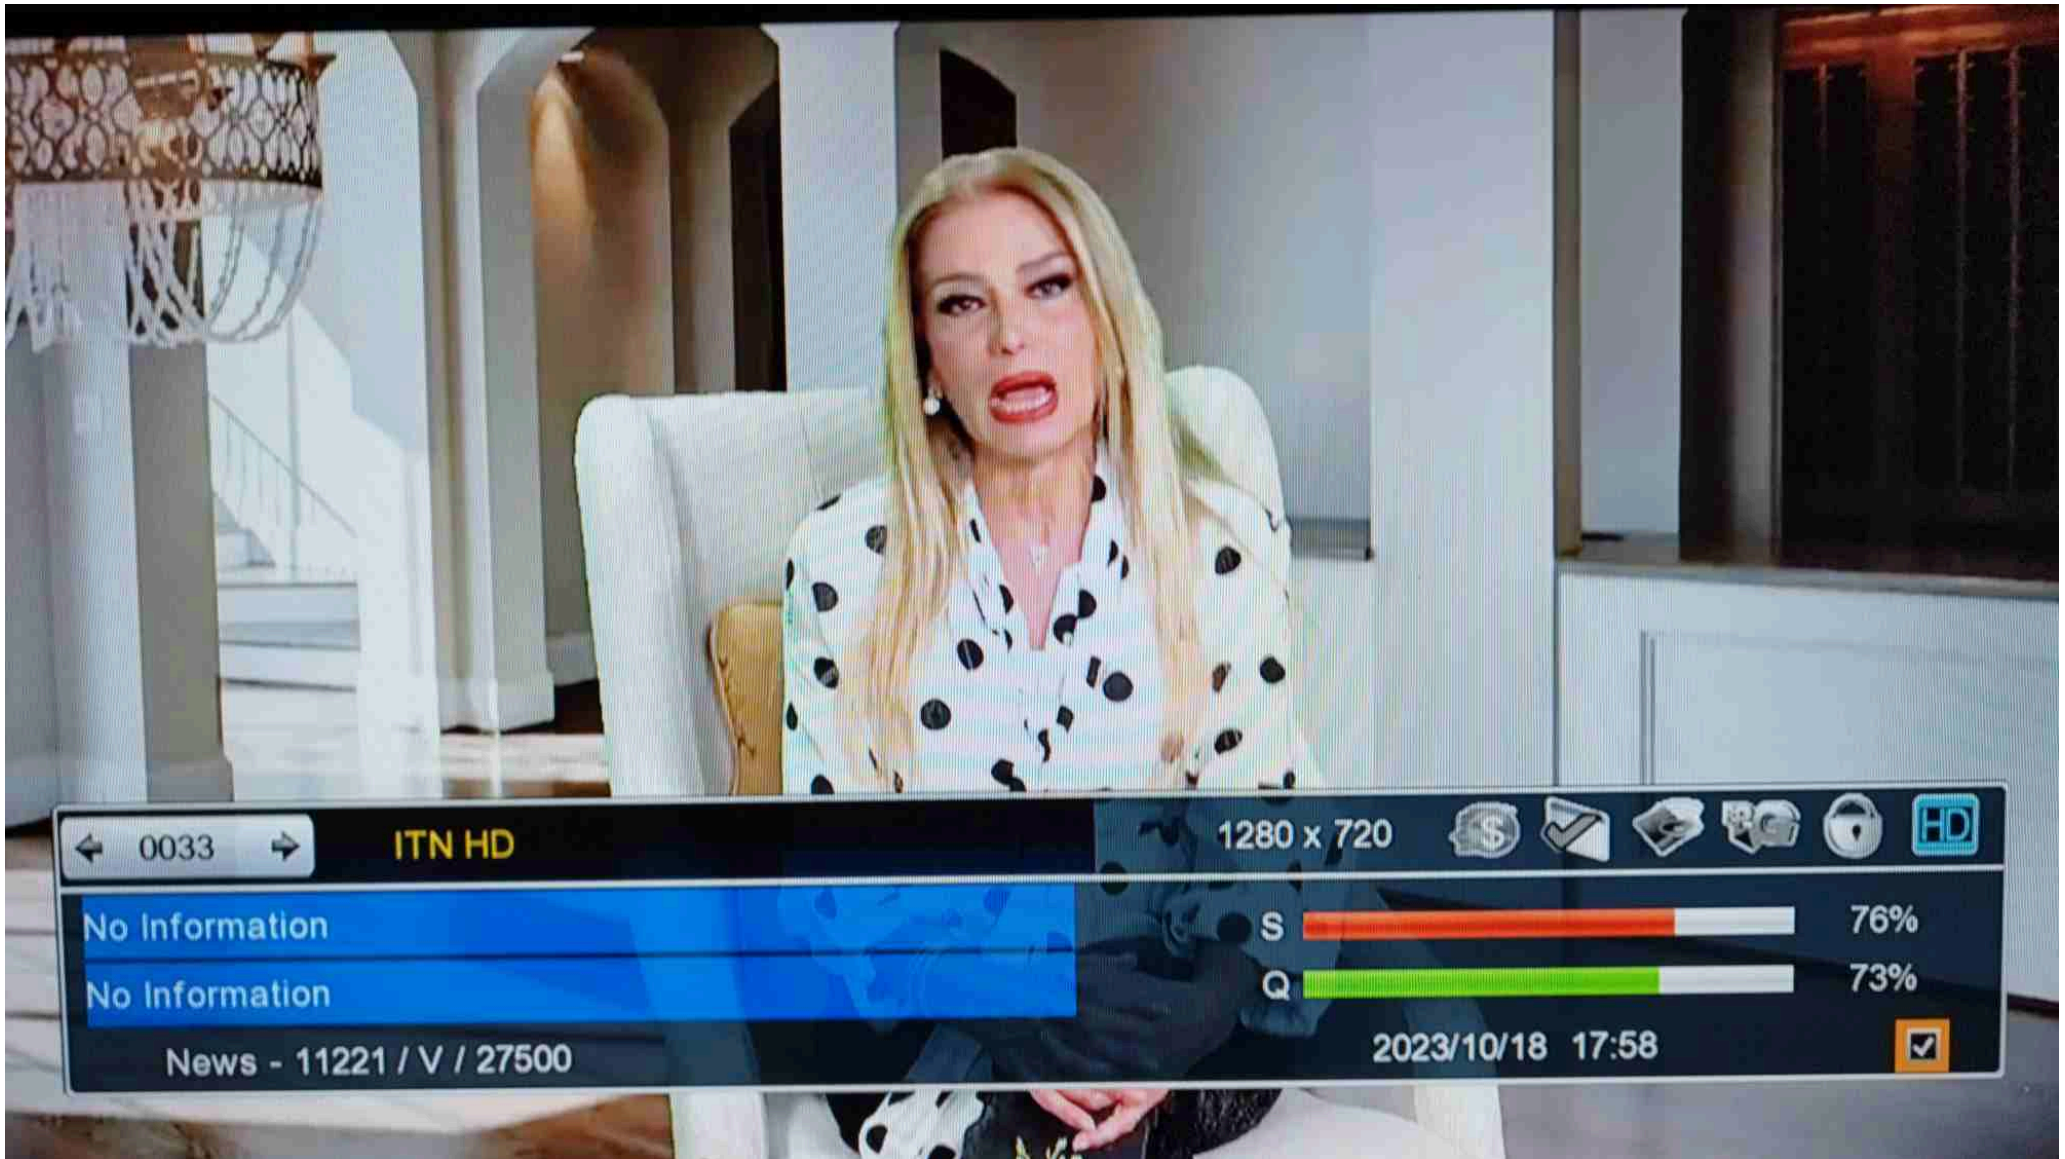 0033 ITN HD 1280 x 720 $ HD
No Information
S 76%
No Information
Q 73%
News - 11221 / V / 27500 2023/10/18 17:58